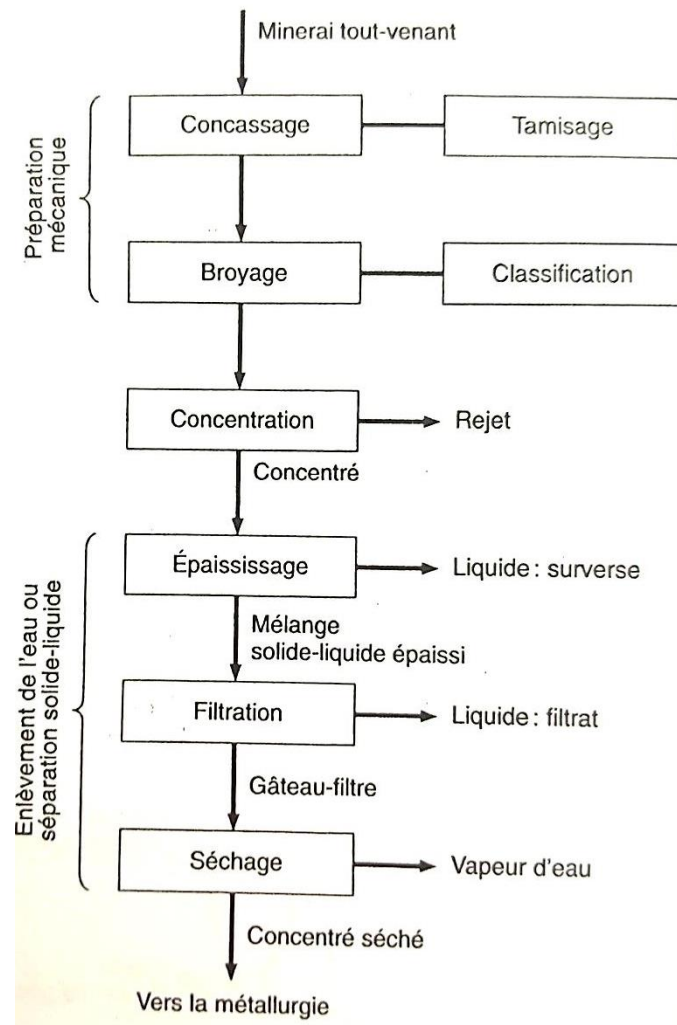 Minerai tout-venant
Concassage
Tamisage
Préparation
mécanique
Broyage
Classification
Concentration
Rejet
Concentré
Épaississage
Liquide : surverse
Mélange
solide-liquide épaissi
Enlèvement de l'eau ou
séparation solide-liquide
Filtration
Liquide : filtrat
Gâteau-filtre
Séchage
Vapeur d'eau
Concentré séché
Vers la métallurgie